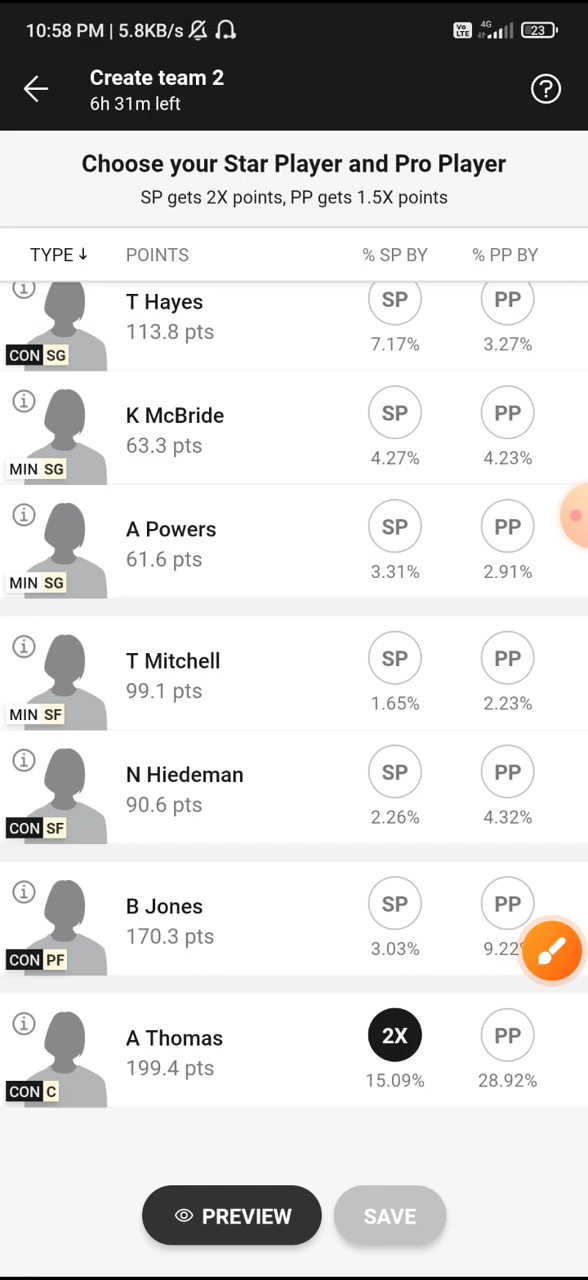 10:58 PM | 5.8KB/s
Vo LTE 4G 23
Create team 2
6h 31m left
?
Choose your Star Player and Pro Player
SP gets 2X points, PP gets 1.5X points
TYPE↓ POINTS % SP BY % PP BY
T Hayes
113.8 pts
CON SG
SP PP
7.17% 3.27%
K McBride
63.3 pts
MIN SG
SP PP
4.27% 4.23%
A Powers
61.6 pts
MIN SG
SP PP
3.31% 2.91%
T Mitchell
99.1 pts
MIN SF
SP PP
1.65% 2.23%
N Hiedeman
90.6 pts
CON SF
SP PP
2.26% 4.32%
B Jones
170.3 pts
CON PF
SP PP
3.03% 9.22%
A Thomas
199.4 pts
CON C
2X PP
15.09% 28.92%
PREVIEW SAVE